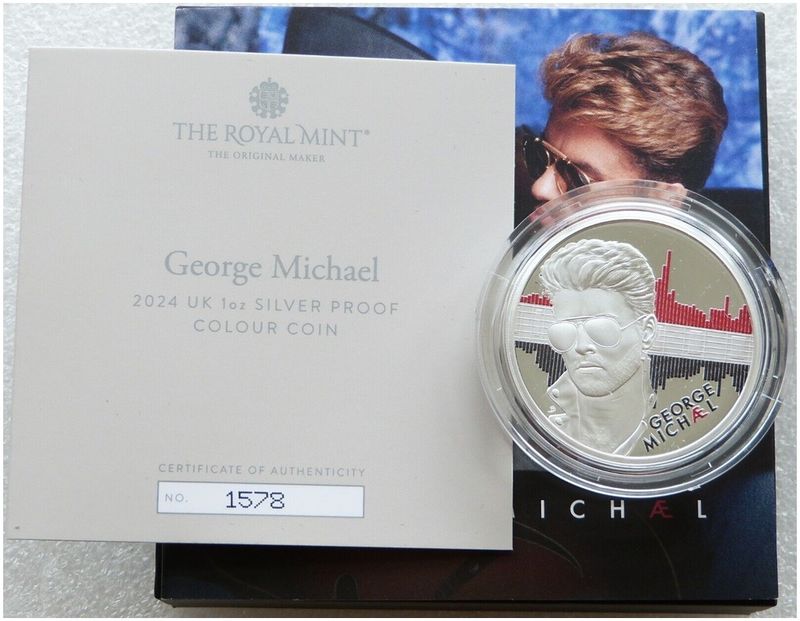 THE ROYAL MINT®
THE ORIGINAL MAKER
George Michael
2024 UK 1oz SILVER PROOF
COLOUR COIN
CERTIFICATE OF AUTHENTICITY
NO. 1578
GEORGE
MICHÆL
MICHÆL